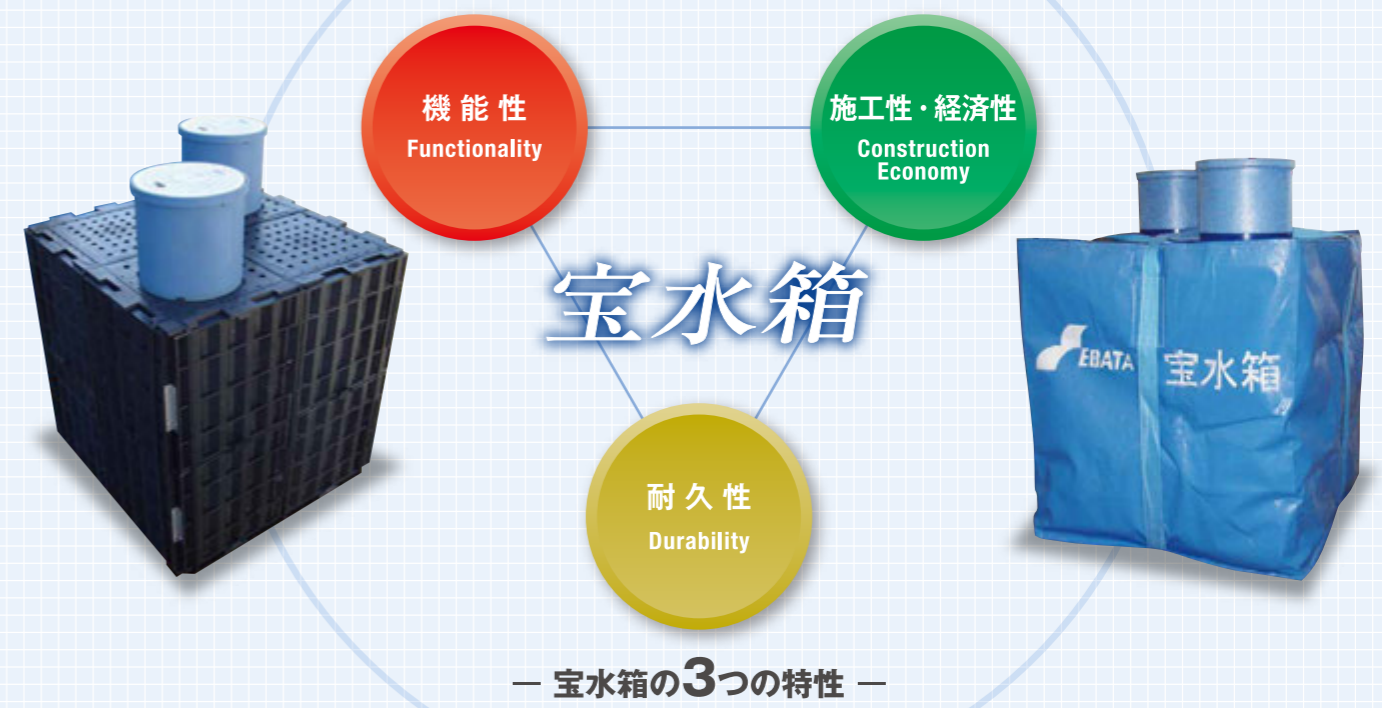 機能性
Functionality
施工性・経済性
Construction
Economy
宝水箱
EBATA 宝水箱
耐久性
Durability
― 宝水箱の3つの特性 ―